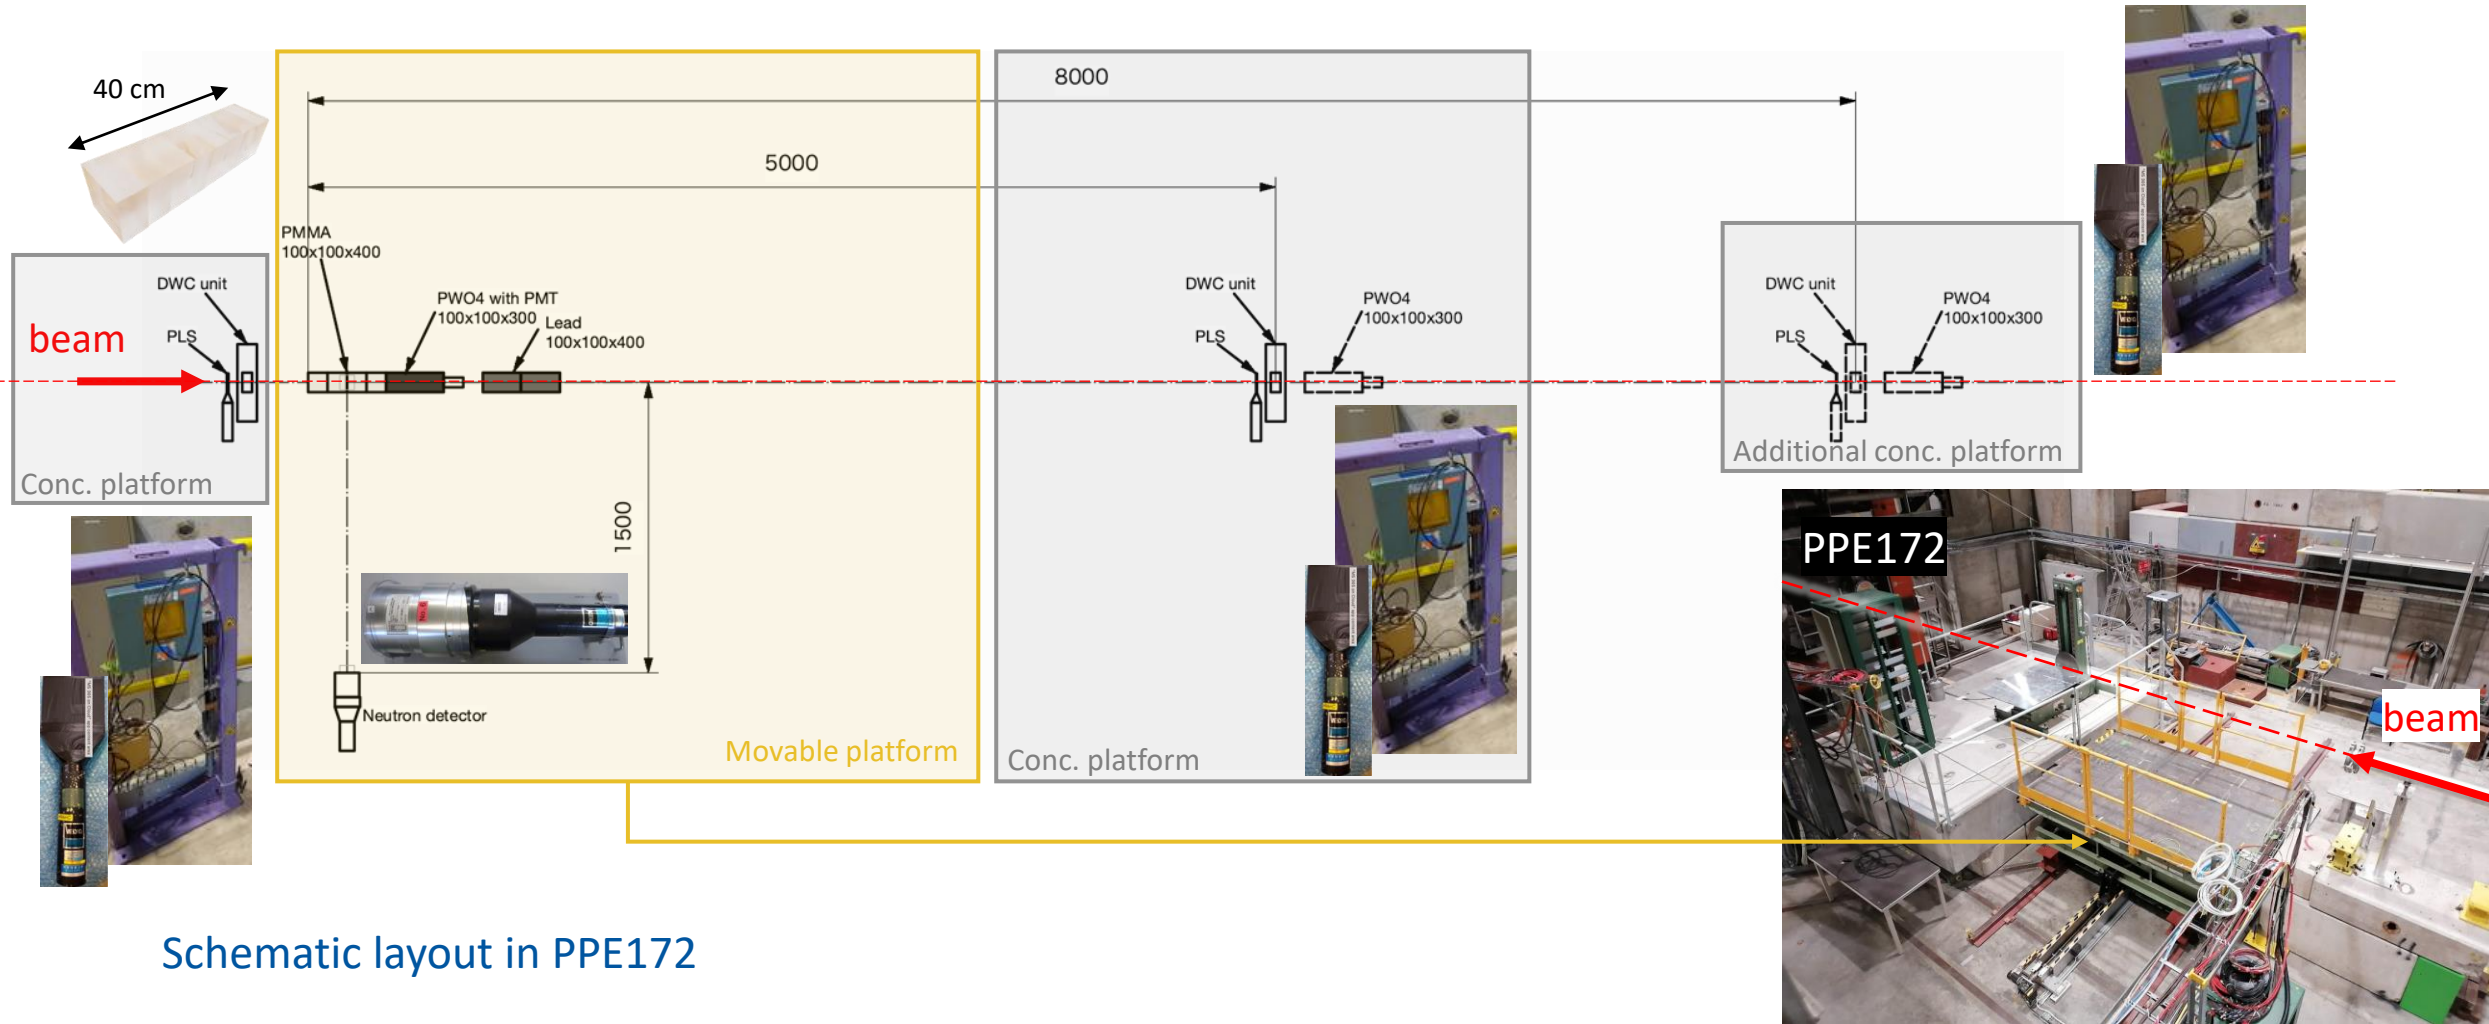 40 cm
beam
DWC unit
PLS
Conc. platform
PMMA
100x100x400
PWO4 with PMT
100x100x300
Lead
100x100x400
8000
5000
1500
Neutron detector
Movable platform
DWC unit
PLS
PWO4
100x100x300
Conc. platform
DWC unit
PLS
PWO4
100x100x300
Additional conc. platform
PPE172
beam
Schematic layout in PPE172